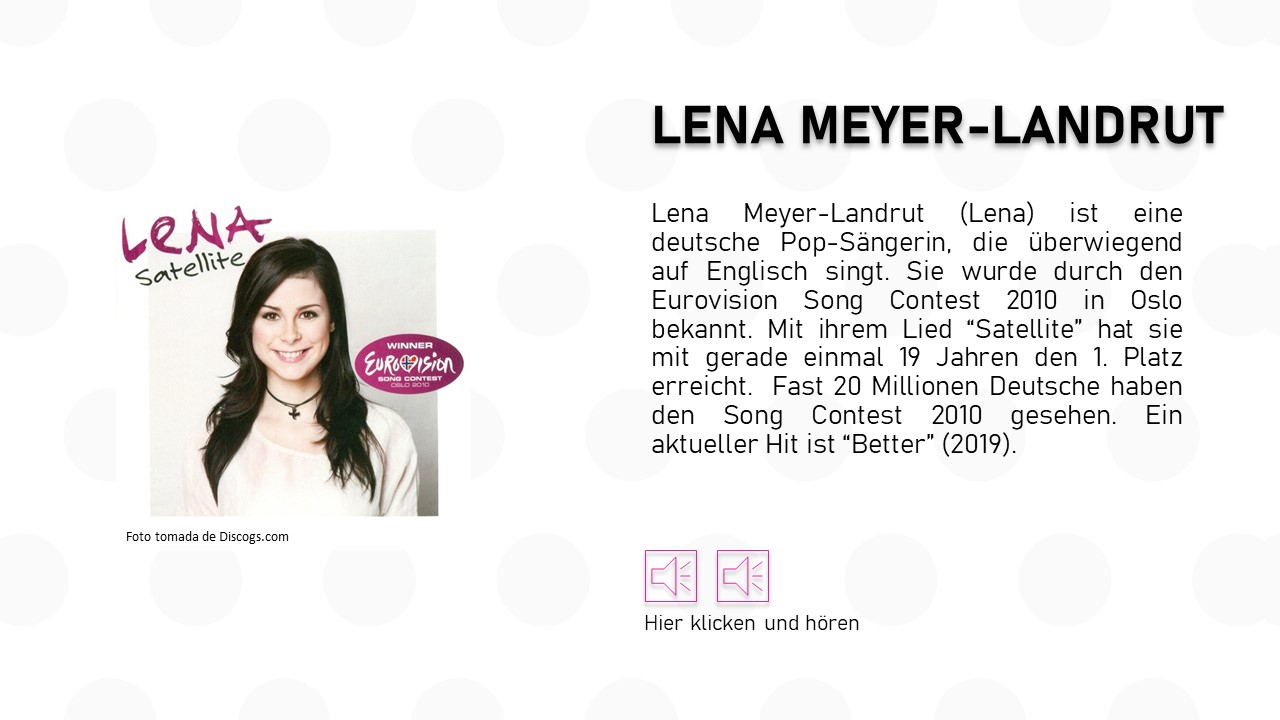 LENA MEYER-LANDRUT
Lena Meyer-Landrut (Lena) ist eine
deutsche Pop-Sängerin, die überwiegend
auf Englisch singt. Sie wurde durch den
Eurovision Song Contest 2010 in Oslo
bekannt. Mit ihrem Lied “Satellite” hat sie
mit gerade einmal 19 Jahren den 1. Platz
erreicht.  Fast 20 Millionen Deutsche haben
den Song Contest 2010 gesehen. Ein
aktueller Hit ist “Better” (2019).
LENA
Satellite
WINNER
EUROVISION
SONG CONTEST
OSLO 2010
Foto tomada de Discogs.com
Hier klicken und hören